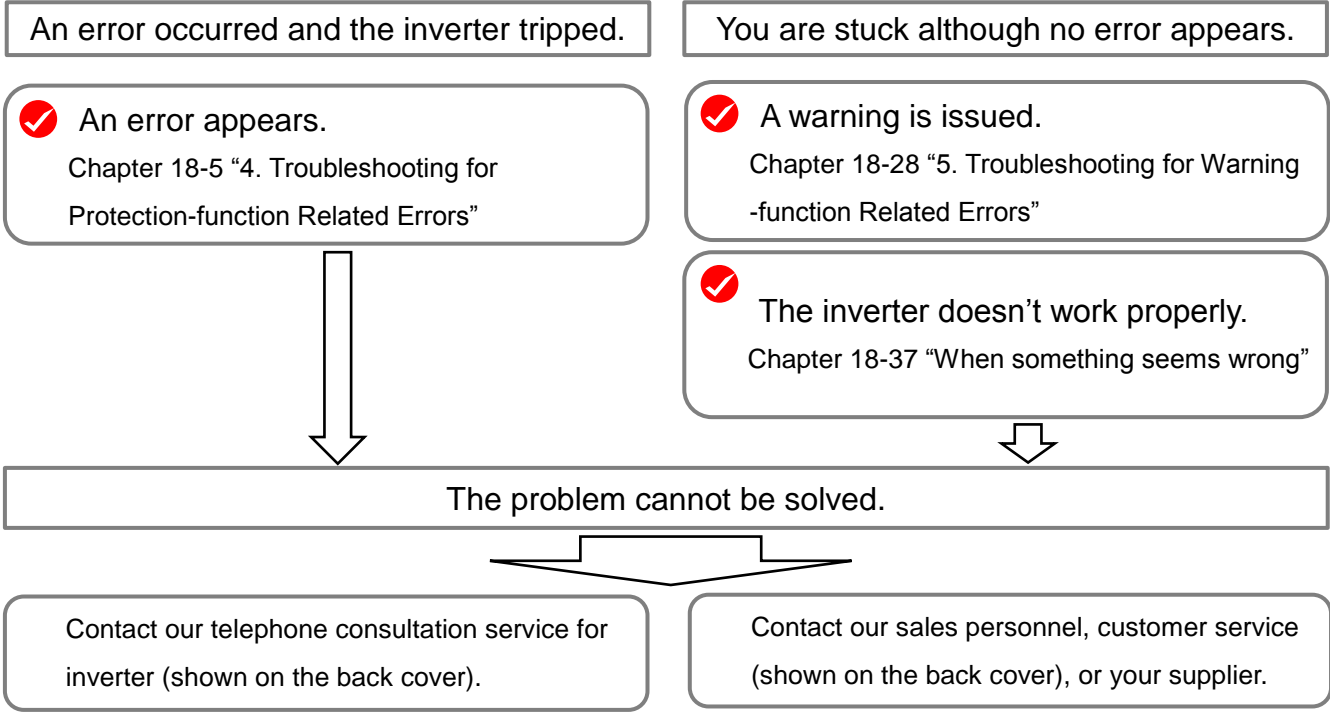 An error occurred and the inverter tripped.
You are stuck although no error appears.
An error appears.
Chapter 18-5 “4. Troubleshooting for
Protection-function Related Errors”
A warning is issued.
Chapter 18-28 “5. Troubleshooting for Warning
-function Related Errors”
The inverter doesn’t work properly.
Chapter 18-37 “When something seems wrong”
The problem cannot be solved.
Contact our telephone consultation service for
inverter (shown on the back cover).
Contact our sales personnel, customer service
(shown on the back cover), or your supplier.